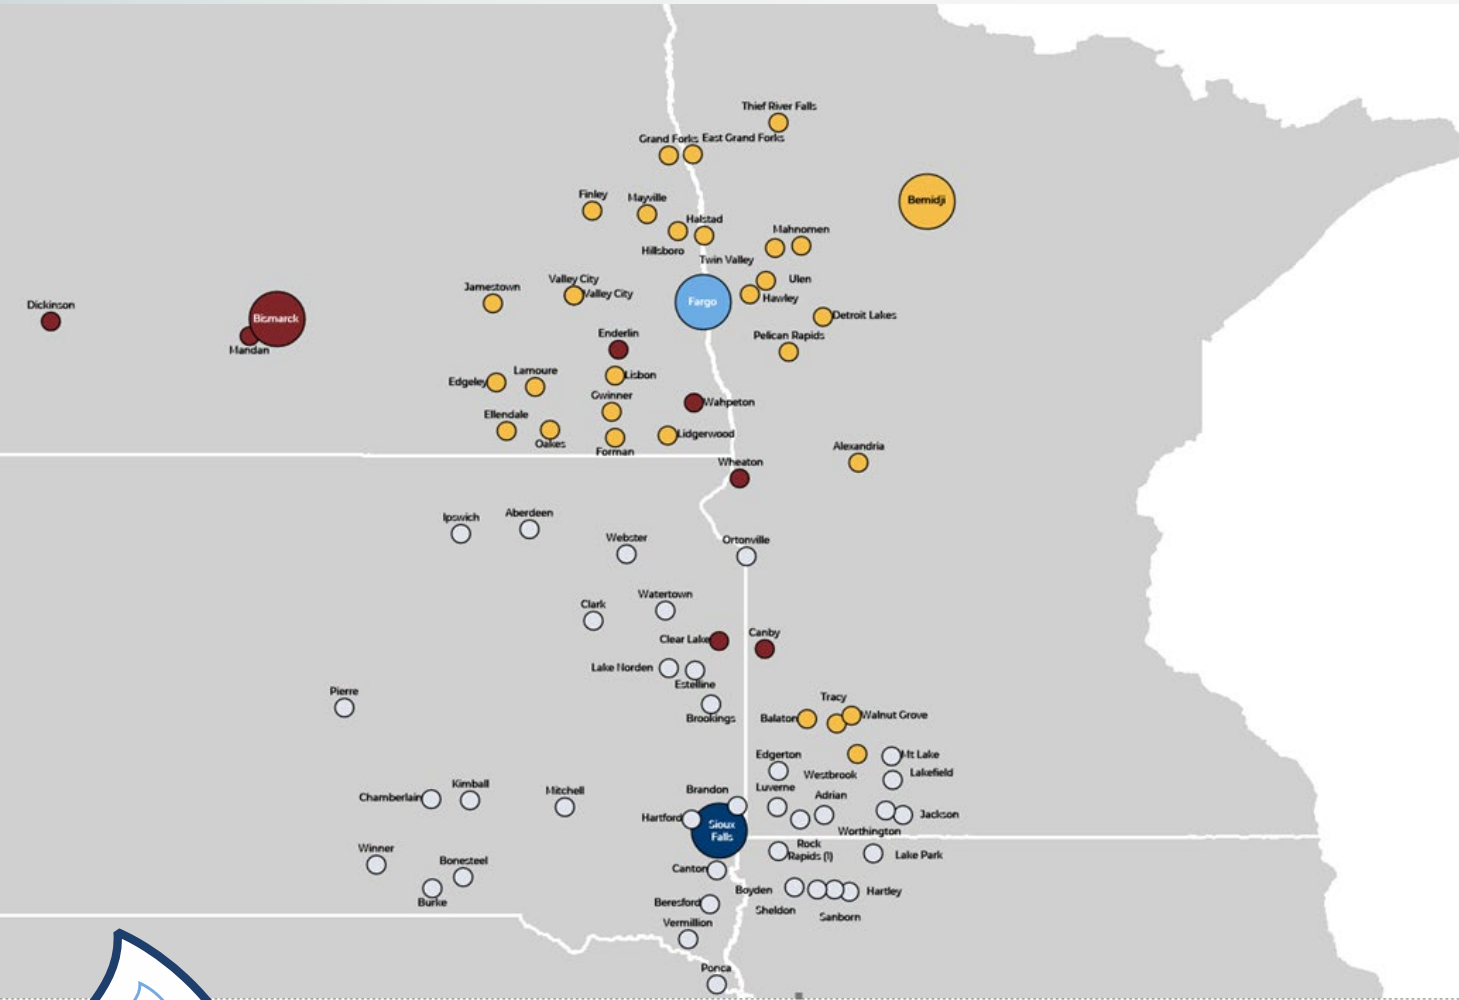 Thief River Falls
Grand Forks
East Grand Forks
Finley
Mayville
Bemidji
Halstad
Mahnomen
Hillsboro
Twin Valley
Valley City
Ulen
Jamestown
Valley City
Hawley
Fargo
Dickinson
Bismarck
Detroit Lakes
Enderlin
Pelican Rapids
Mandan
Lamoure
Lisbon
Edgeley
Gwinner
Wahpeton
Ellendale
Lidgerwood
Oakes
Forman
Alexandria
Wheaton
Ipswich
Aberdeen
Webster
Ortonville
Watertown
Clark
Clear Lake
Canby
Lake Norden
Estelline
Pierre
Tracy
Brookings
Balaton
Walnut Grove
Edgerton
Mt Lake
Westbrook
Lakefield
Kimball
Chamberlain
Mitchell
Brandon
Luverne
Adrian
Hartford
Sioux
Falls
Jackson
Worthington
Winner
Rock
Rapids (1)
Lake Park
Bonesteel
Canton
Boyden
Hartley
Burke
Beresford
Sheldon
Sanborn
Vermillion
Ponca